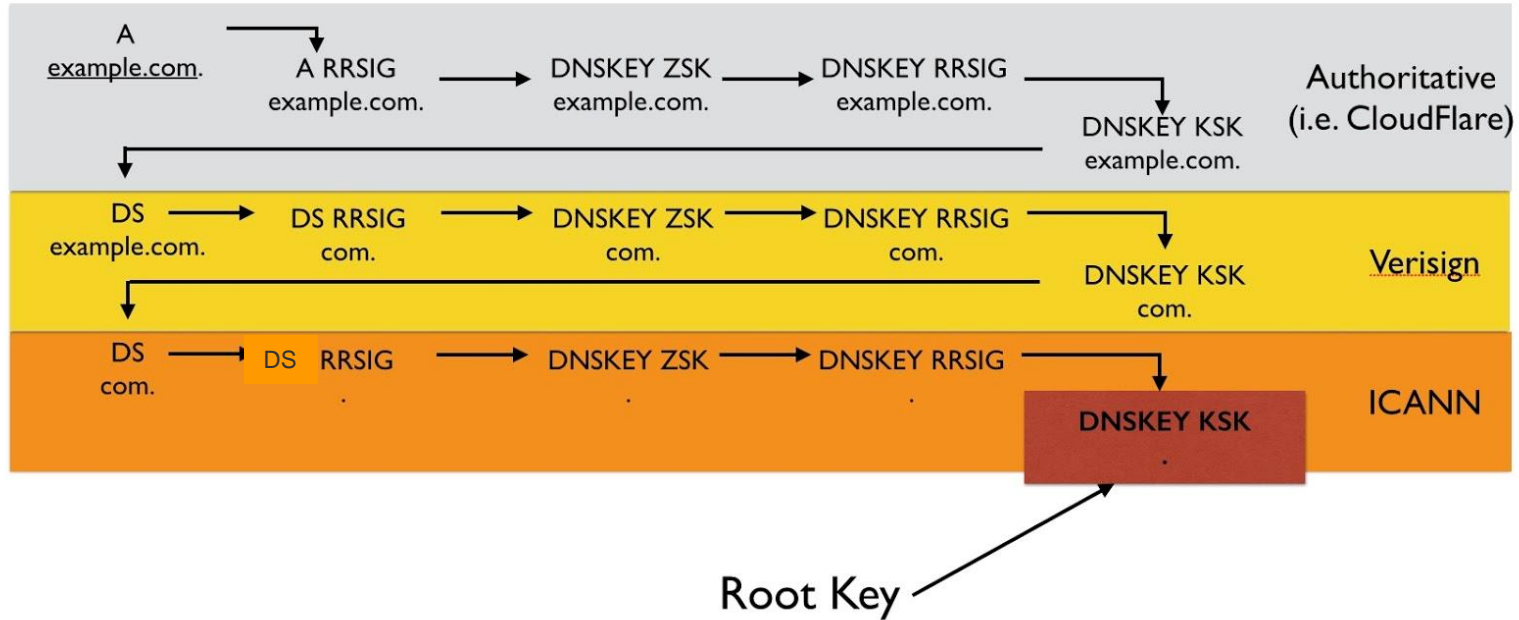 A
example.com.
A RRSIG
example.com.
DNSKEY ZSK
example.com.
DNSKEY RRSIG
example.com.
DNSKEY KSK
example.com.
Authoritative
(i.e. CloudFlare)
DS
example.com.
DS RRSIG
com.
DNSKEY ZSK
com.
DNSKEY RRSIG
com.
DNSKEY KSK
com.
Verisign
DS
com.
DS RRSIG
.
DNSKEY ZSK
.
DNSKEY RRSIG
.
DNSKEY KSK
.
ICANN
Root Key